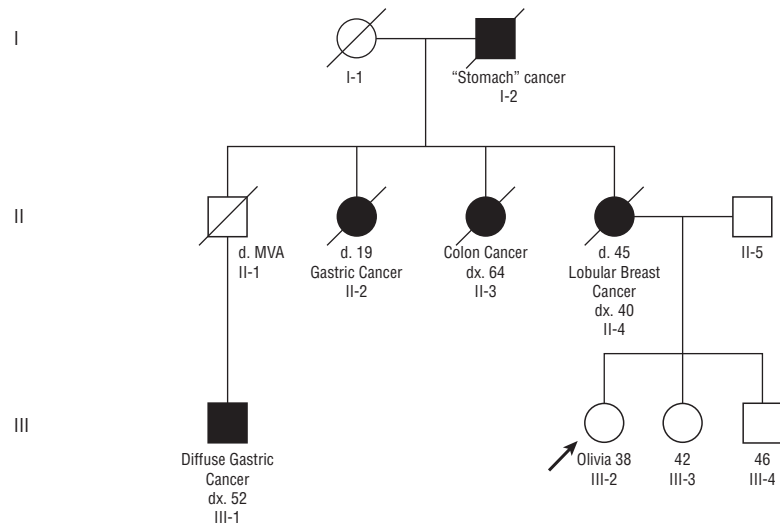 I
I-1
“Stomach” cancer
I-2
II
d. MVA
II-1
d. 19
Gastric Cancer
II-2
Colon Cancer
dx. 64
II-3
d. 45
Lobular Breast
Cancer
dx. 40
II-4
II-5
III
Diffuse Gastric
Cancer
dx. 52
III-1
Olivia 38
III-2
42
III-3
46
III-4